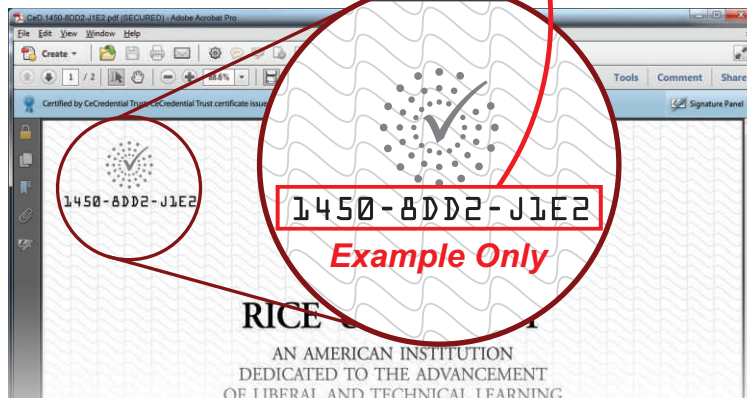 CeD 1450-8DD2-J1E2.pdf (SECURED) - Adobe Acrobat Pro
File Edit View Window Help
Create
1 / 2 88.6% Tools Comment Share
Certified by CeCredential Trust, CeCredential Trust certificate issue Signature Panel
1450-8DD2-J1E2
1450-8DD2-J1E2
Example Only
RICE
AN AMERICAN INSTITUTION
DEDICATED TO THE ADVANCEMENT
OF LIBERAL AND TECHNICAL LEARNING